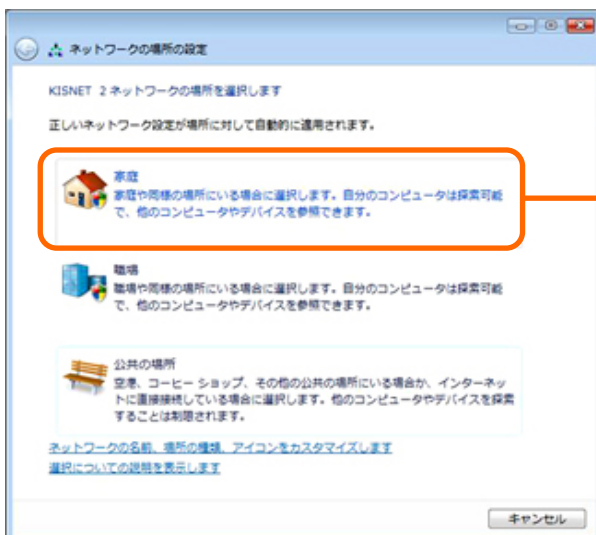 ネットワークの場所の設定
KISNET 2 ネットワークの場所を選択します
正しいネットワーク設定が場所に対して自動的に適用されます。
家庭
家庭や同様の場所にいる場合に選択します。自分のコンピュータは探索可能
で、他のコンピュータやデバイスを参照できます。
職場
職場や同様の場所にいる場合に選択します。自分のコンピュータは探索可能
で、他のコンピュータやデバイスを参照できます。
公共の場所
空港、コーヒー ショップ、その他の公共の場所にいる場合か、インターネッ
トに直接接続している場合に選択します。他のコンピュータやデバイスを探索
することは制限されます。
ネットワークの名前、場所の種類、アイコンをカスタマイズします
選択についての説明を表示します
キャンセル